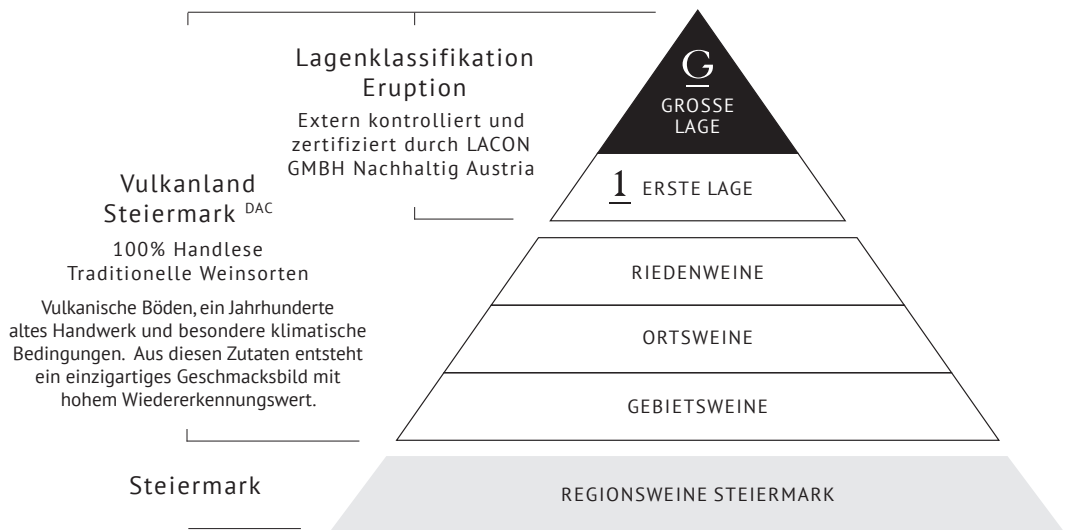 Lagenklassifikation
Eruption
Extern kontrolliert und
zertifiziert durch LACON
GMBH Nachhaltig Austria
Vulkanland
Steiermark DAC
100% Handlese
Traditionelle Weinsorten
Vulkanische Böden, ein Jahrhunderte
altes Handwerk und besondere klimatische
Bedingungen. Aus diesen Zutaten entsteht
ein einzigartiges Geschmacksbild mit
hohem Wiedererkennungswert.
Steiermark
G
GROSSE
LAGE
1 ERSTE LAGE
RIEDENWEINE
ORTSWEINE
GEBIETSWEINE
REGIONSWEINE STEIERMARK